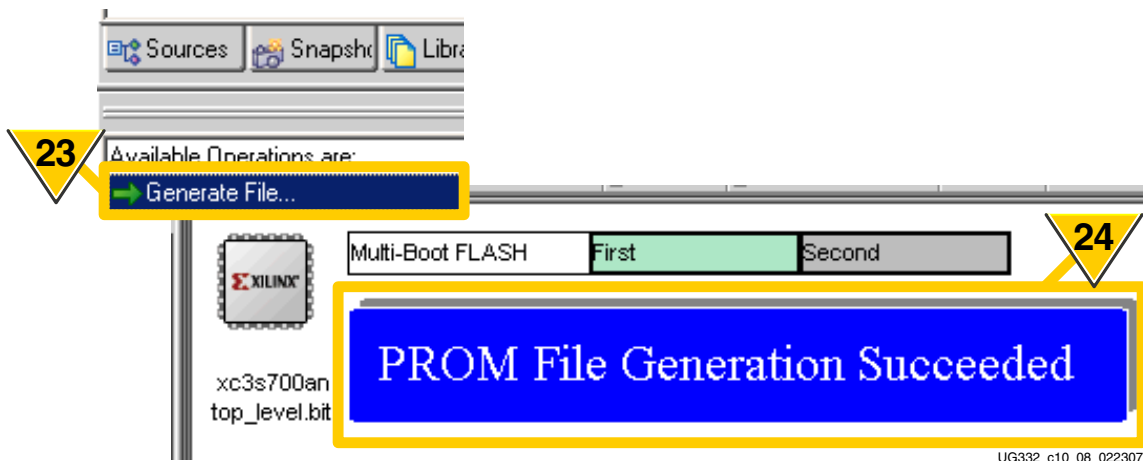 Sources Snapsh Libra
23
Available Operations are:
Generate File...
24
Multi-Boot FLASH First Second
XILINX
PROM File Generation Succeeded
xc3s700an
top_level.bit
UG332_c10_08_022307